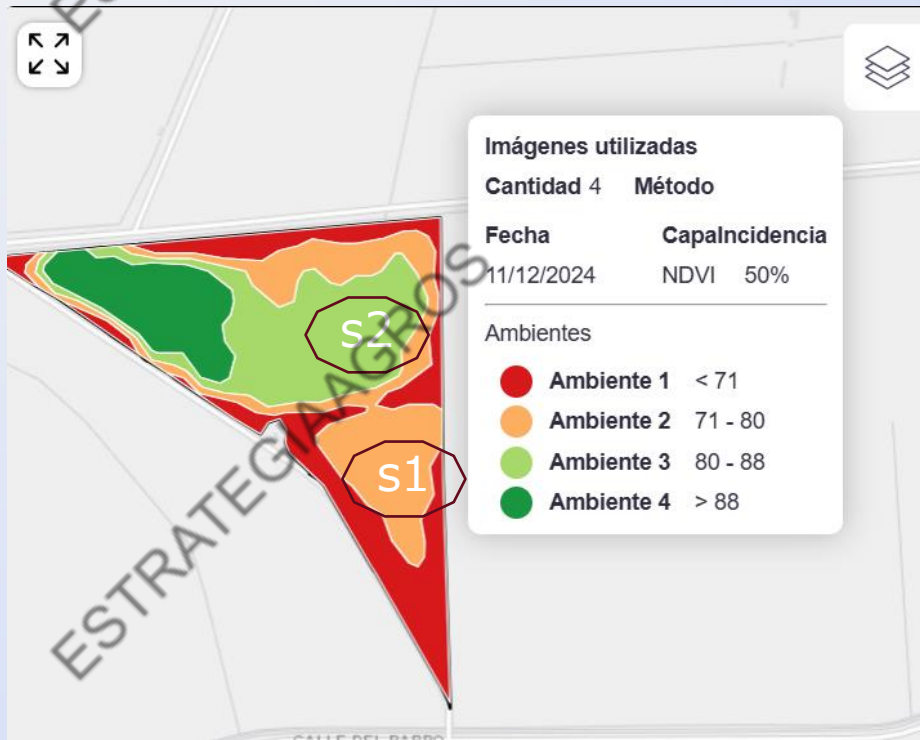 Imágenes utilizadas
Cantidad 4 Método
Fecha CapaIncidencia
11/12/2024 NDVI 50%
Ambientes
Ambiente 1 < 71
Ambiente 2 71 - 80
Ambiente 3 80 - 88
Ambiente 4 > 88
s2
s1
ESTRATEGIAAGROS